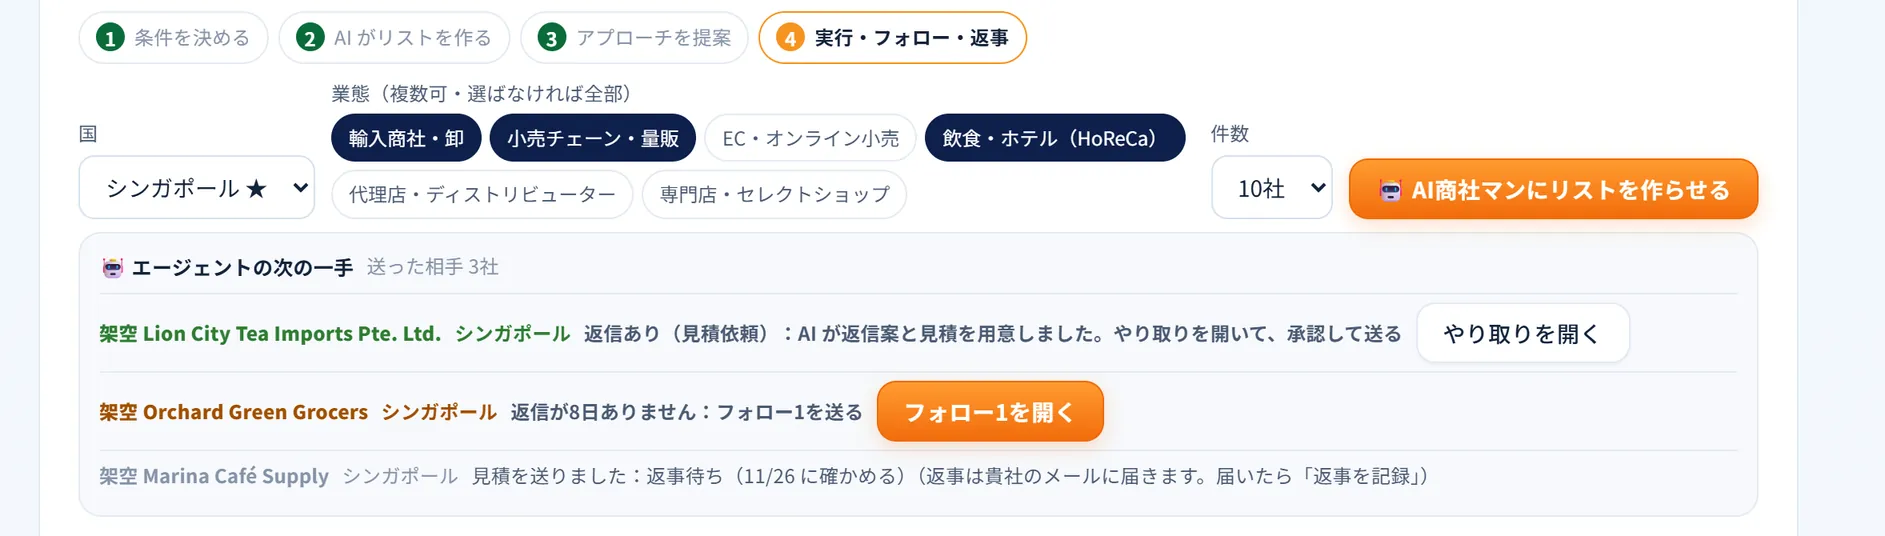 1 条件を決める 2 AI がリストを作る 3 アプローチを提案 4 実行・フォロー・返事
業態（複数可・選ばなければ全部）
国
輸入商社・卸 小売チェーン・量販 EC・オンライン小売 飲食・ホテル（HoReCa）
件数
シンガポール ★
代理店・ディストリビューター 専門店・セレクトショップ
10社
AI商社マンにリストを作らせる
エージェントの次の一手 送った相手 3社
架空 Lion City Tea Imports Pte. Ltd. シンガポール 返信あり（見積依頼）：AI が返信案と見積を用意しました。やり取りを開いて、承認して送る やり取りを開く
架空 Orchard Green Grocers シンガポール 返信が8日ありません：フォロー1を送る フォロー1を開く
架空 Marina Café Supply シンガポール 見積を送りました：返事待ち（11/26 に確かめる）（返事は貴社のメールに届きます。届いたら「返事を記録」）